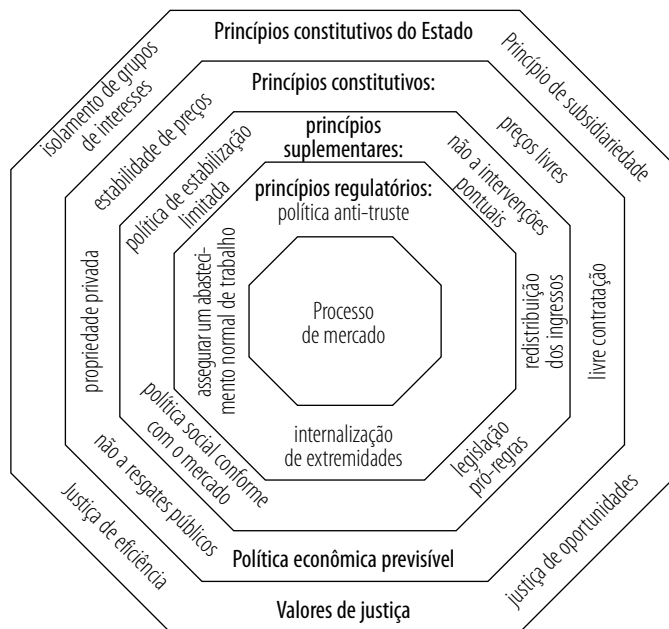 Princípios constitutivos do Estado
isolamento de grupos
de interesses
Princípio de subsidiariedade
Justiça de eficiência
justiça de oportunidades
Valores de justiça
Princípios constitutivos:
estabilidade de preços
preços livres
propriedade privada
livre contratação
não a resgates públicos
Política econômica previsível
princípios
suplementares:
política de estabilização
limitada
não a intervenções
pontuais
política social conforme
com o mercado
legislação
pró-regras
princípios regulatórios:
política anti-truste
assegurar um abasteci-
mento normal de trabalho
redistribuição
dos ingressos
internalização
de extremidades
Processo
de mercado